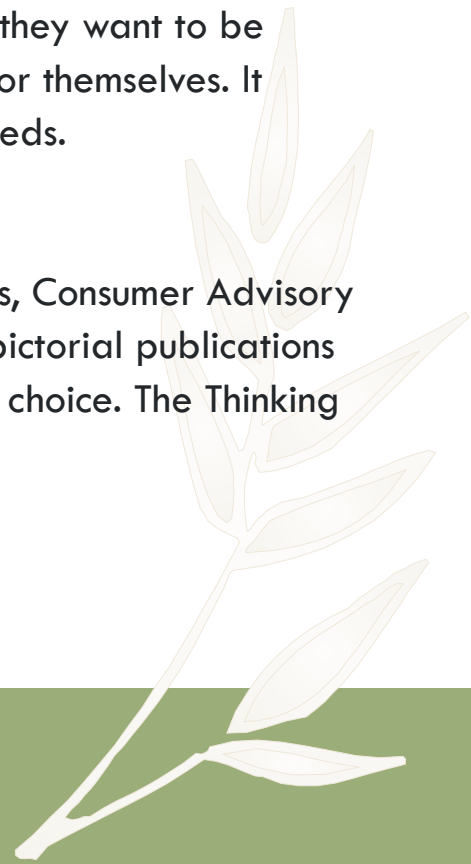 they want to be
or themselves. It
eds.
s, Consumer Advisory
pictorial publications
choice. The Thinking